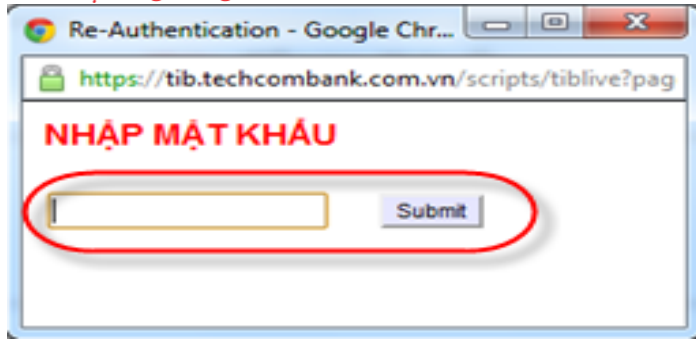 Re-Authentication - Google Chr...
https://tib.techcombank.com.vn/scripts/tiblive?pag
NHẬP MẬT KHẨU
Submit